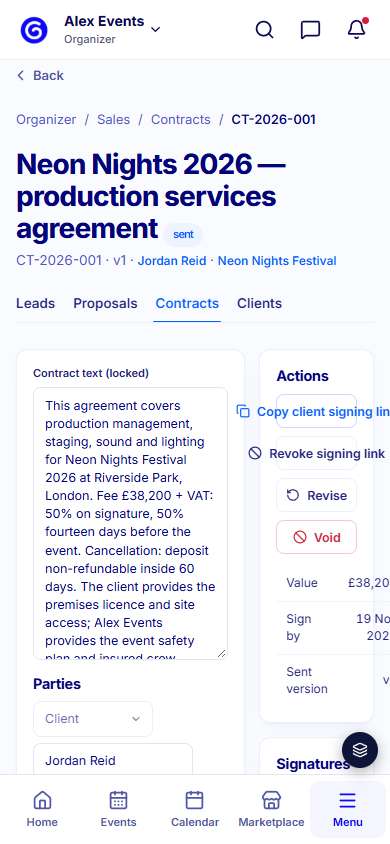 Alex Events
Organizer
Back
Organizer / Sales / Contracts / CT-2026-001
Neon Nights 2026 —
production services
agreement sent
CT-2026-001 · v1 · Jordan Reid · Neon Nights Festival
Leads Proposals Contracts Clients
Contract text (locked)
This agreement covers
production management,
staging, sound and lighting
for Neon Nights Festival
2026 at Riverside Park,
London. Fee £38,200 + VAT:
50% on signature, 50%
fourteen days before the
event. Cancellation: deposit
non-refundable inside 60
days. The client provides the
premises licence and site
access; Alex Events
provides the event safety
plan and insured crew.
Parties
Client
Jordan Reid
Actions
Copy client signing lin
Revoke signing link
Revise
Void
Value £38,20
Sign by 19 No
202
Sent version v
Signatures
Home Events Calendar Marketplace Menu